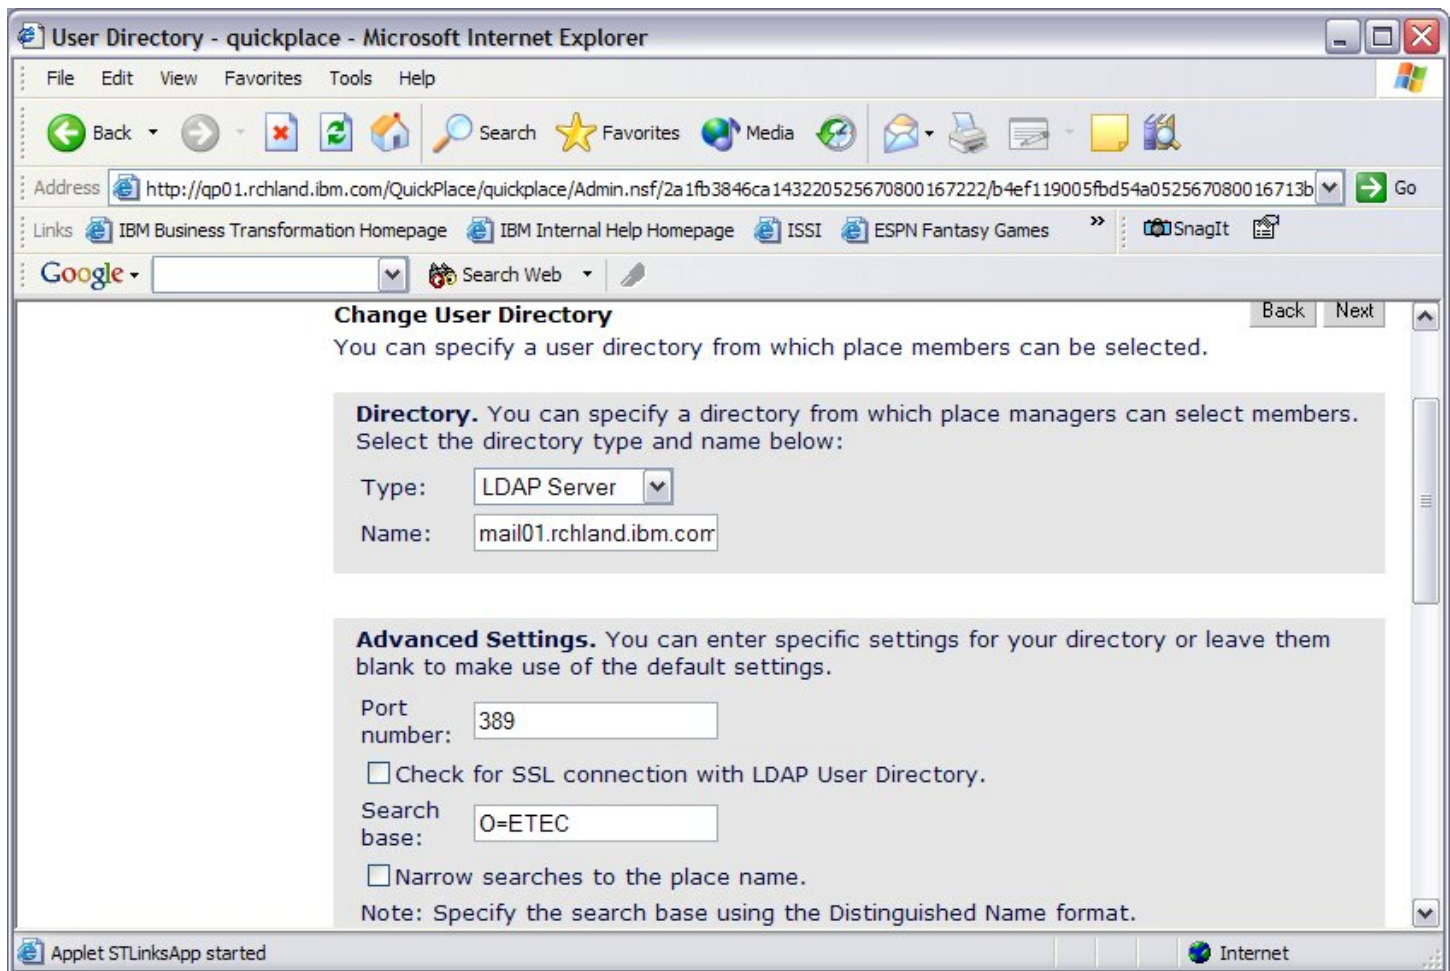 User Directory - quickplace - Microsoft Internet Explorer
File Edit View Favorites Tools Help
Back Search Favorites Media
Address http://qp01.rchland.ibm.com/QuickPlace/quickplace/Admin.nsf/2a1fb3846ca143220525670800167222/b4ef119005fbd54a052567080016713b Go
Links IBM Business Transformation Homepage IBM Internal Help Homepage ISSI ESPN Fantasy Games » SnagIt
Google Search Web
Change User Directory Back Next
You can specify a user directory from which place members can be selected.
Directory. You can specify a directory from which place managers can select members.
Select the directory type and name below:
Type: LDAP Server
Name: mail01.rchland.ibm.com
Advanced Settings. You can enter specific settings for your directory or leave them
blank to make use of the default settings.
Port
number: 389
Check for SSL connection with LDAP User Directory.
Search
base: O=ETEC
Narrow searches to the place name.
Note: Specify the search base using the Distinguished Name format.
Applet STLinksApp started Internet